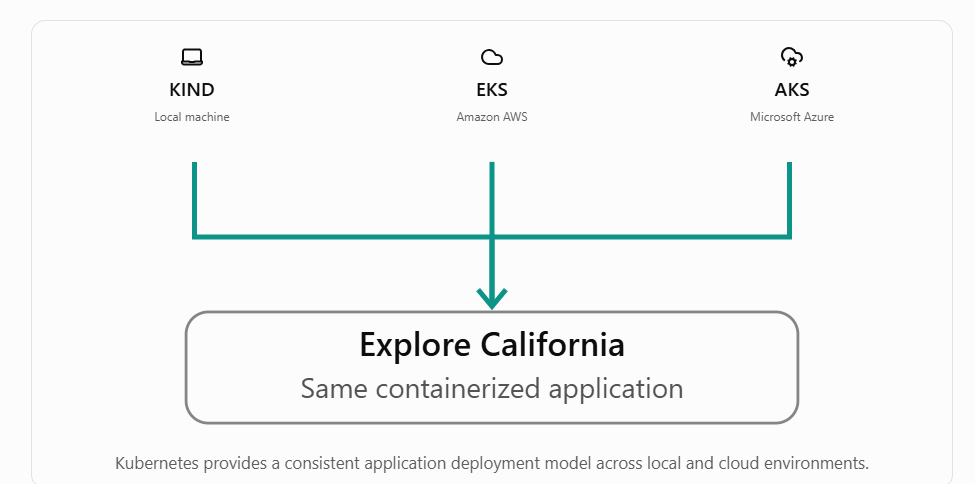 KIND
Local machine
EKS
Amazon AWS
AKS
Microsoft Azure
Explore California
Same containerized application
Kubernetes provides a consistent application deployment model across local and cloud environments.